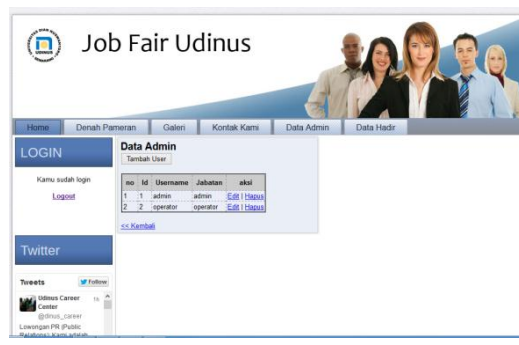 UDINUS
Job Fair Udinus
Home Denah Pameran Galeri Kontak Kami Data Admin Data Hadir
LOGIN
Kamu sudah login
Logout
Data Admin
Tambah User
no Id Username Jabatan aksi
1 1 admin admin Edit | Hapus
2 2 operator operator Edit | Hapus
<< Kembali
Twitter
Tweets Follow
Udinus Career Center 1h
@dinus_career
Lowongan PR (Public
Relations): Kami adalah